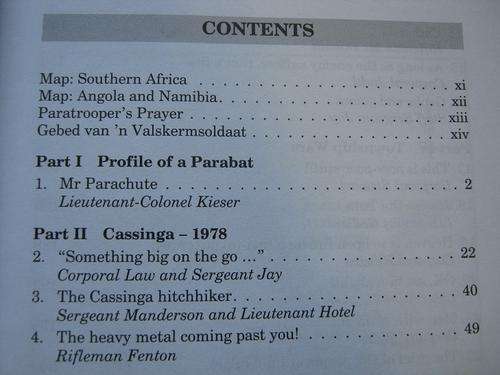 CONTENTS
Map: Southern Africa . . . . . . . . . . . . . . . . . . . . . . . . . xi
Map: Angola and Namibia. . . . . . . . . . . . . . . . . . . . . . xii
Paratrooper's Prayer . . . . . . . . . . . . . . . . . . . . . . . . . xiii
Gebed van 'n Valskermsoldaat . . . . . . . . . . . . . . . . . . . xiv
Part I Profile of a Parabat
1. Mr Parachute . . . . . . . . . . . . . . . . . . . . . . . . . . . . 2
Lieutenant-Colonel Kieser
Part II Cassinga – 1978
2. “Something big on the go ...” . . . . . . . . . . . . . . . . . . 22
Corporal Law and Sergeant Jay
3. The Cassinga hitchhiker. . . . . . . . . . . . . . . . . . . . . 40
Sergeant Manderson and Lieutenant Hotel
4. The heavy metal coming past you! . . . . . . . . . . . . . . 49
Rifleman Fenton